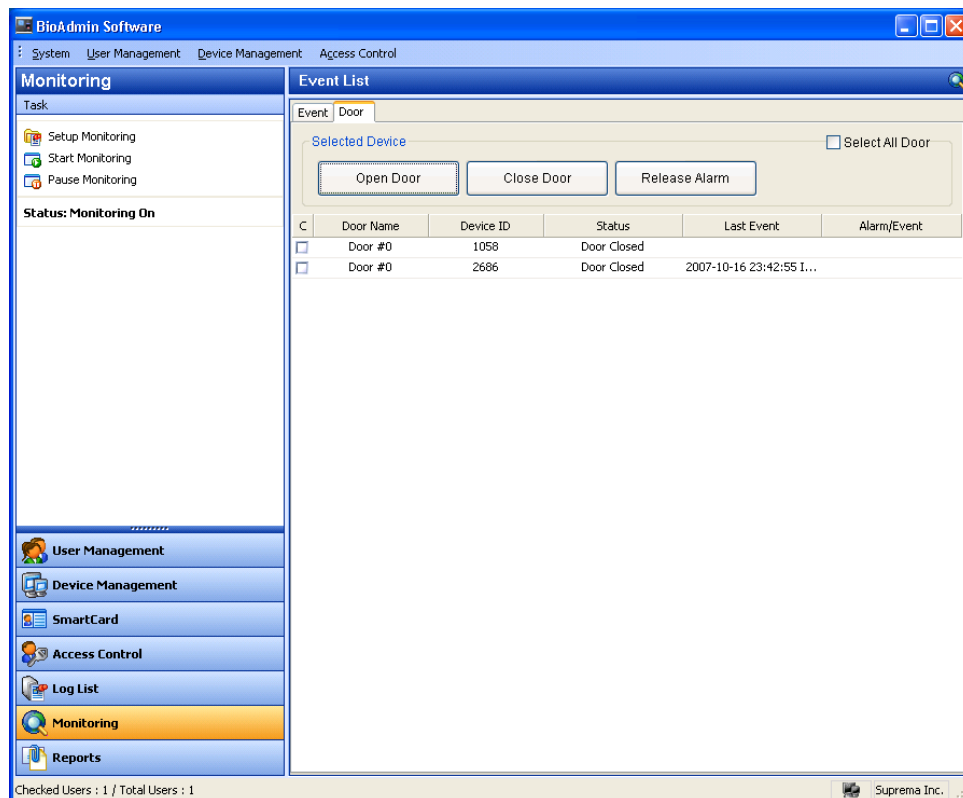 BioAdmin Software
System User Management Device Management Access Control
Monitoring
Task
Setup Monitoring
Start Monitoring
Pause Monitoring
Status: Monitoring On
User Management
Device Management
SmartCard
Access Control
Log List
Monitoring
Reports
Event List
Event Door
Selected Device
Select All Door
Open Door Close Door Release Alarm
C Door Name Device ID Status Last Event Alarm/Event
Door #0 1058 Door Closed
Door #0 2686 Door Closed 2007-10-16 23:42:55 I...
Checked Users : 1 / Total Users : 1
Suprema Inc.